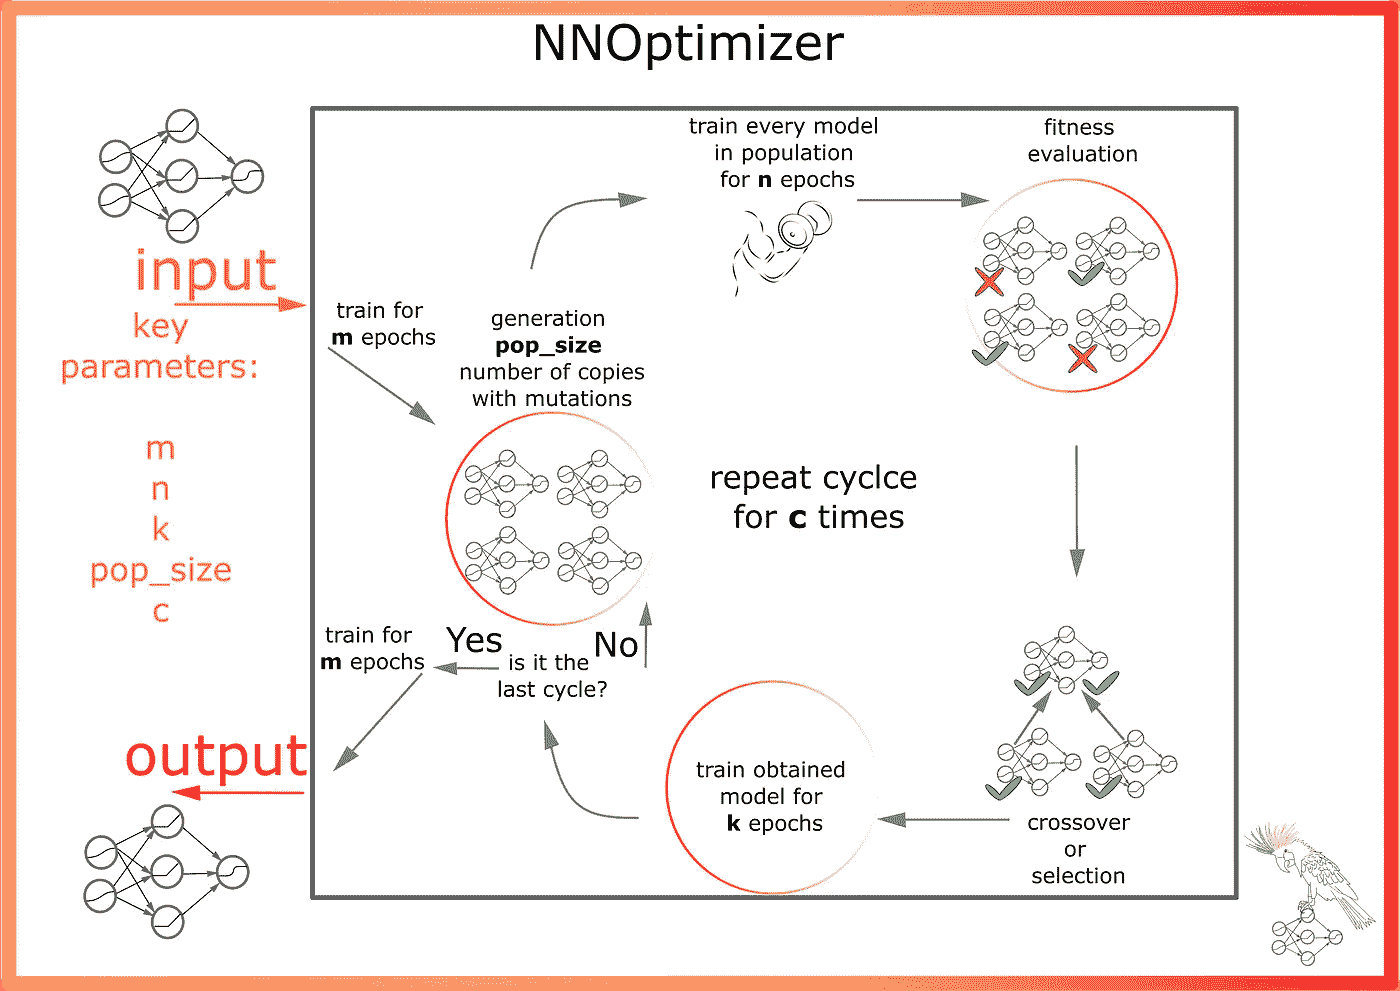 NNOptimizer
input
key
parameters:
m
n
k
pop_size
c
output
train for
m epochs
generation
pop_size
number of copies
with mutations
train every model
in population
for n epochs
fitness
evaluation
repeat cyclce
for c times
crossover
or
selection
train obtained
model for
k epochs
is it the
last cycle?
No
Yes
train for
m epochs